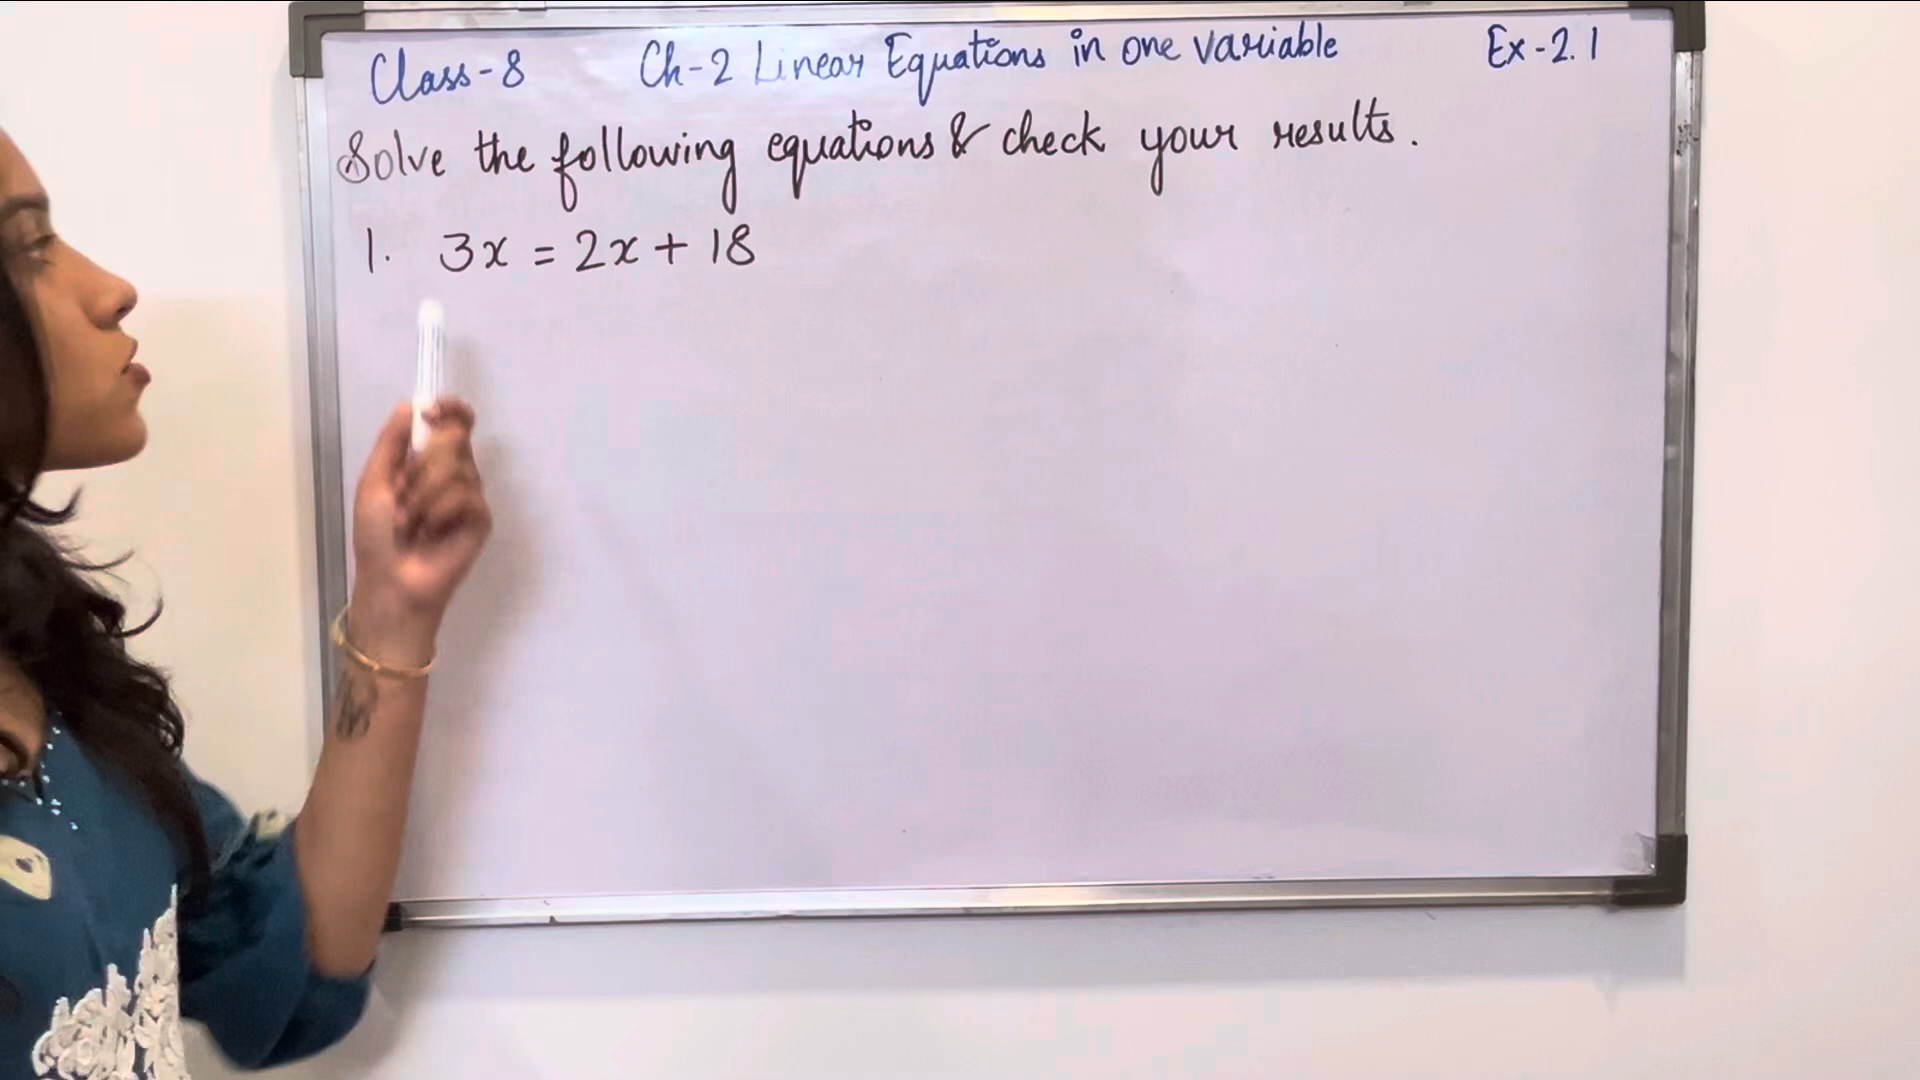 Class-8 Ch-2 Linear Equations in one variable Ex-2.1
Solve the following equations & check your results.
1. 3x = 2x + 18